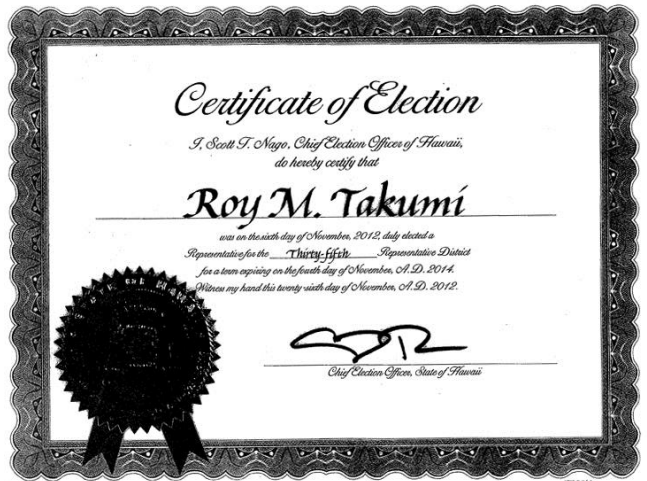 Certificate of Election
I, Scott T. Nago, Chief Election Officer of Hawaii,
do hereby certify that
Roy M. Takumi
was on the sixth day of November, 2012, duly elected a
Representative for the Thirty-fifth Representative District
for a term expiring on the fourth day of November, A.D. 2014.
Witness my hand this twenty-sixth day of November, A.D. 2012.
Chief Election Officer, State of Hawaii